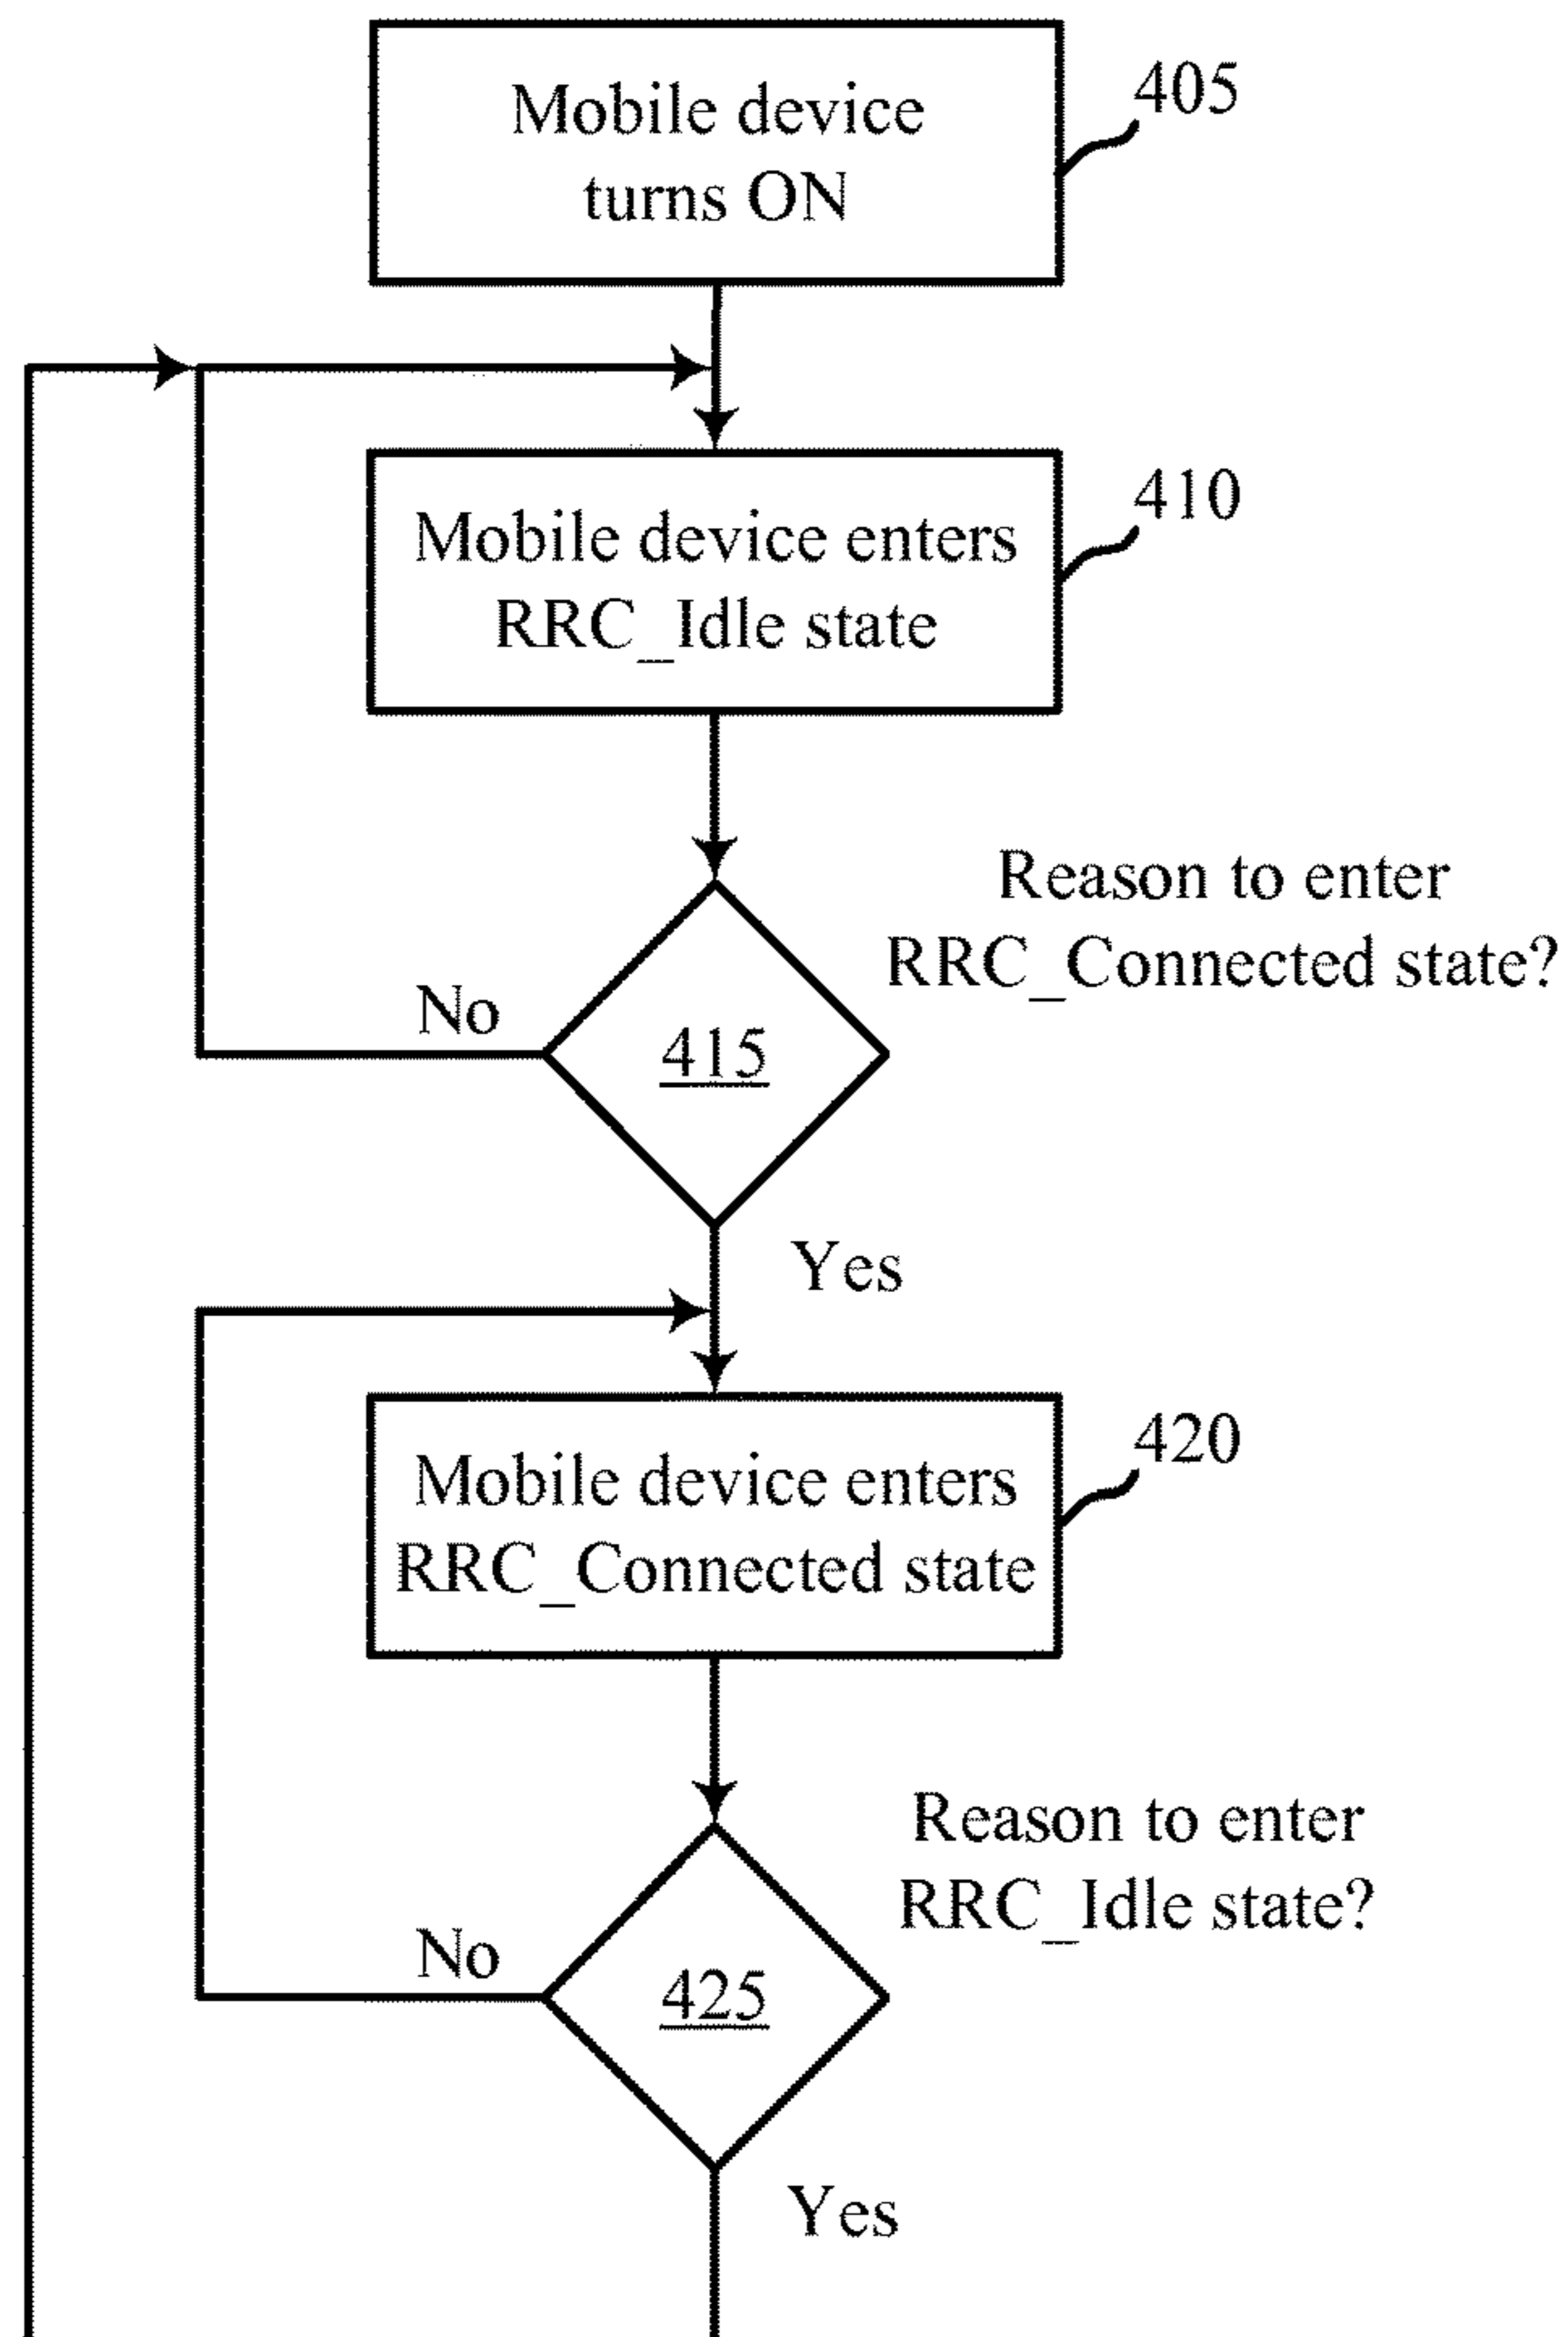 Mobile device
turns ON
405
Mobile device enters
RRC_Idle state
410
Reason to enter
RRC_Connected state?
No
415
Yes
Mobile device enters
RRC_Connected state
420
Reason to enter
RRC_Idle state?
No
425
Yes